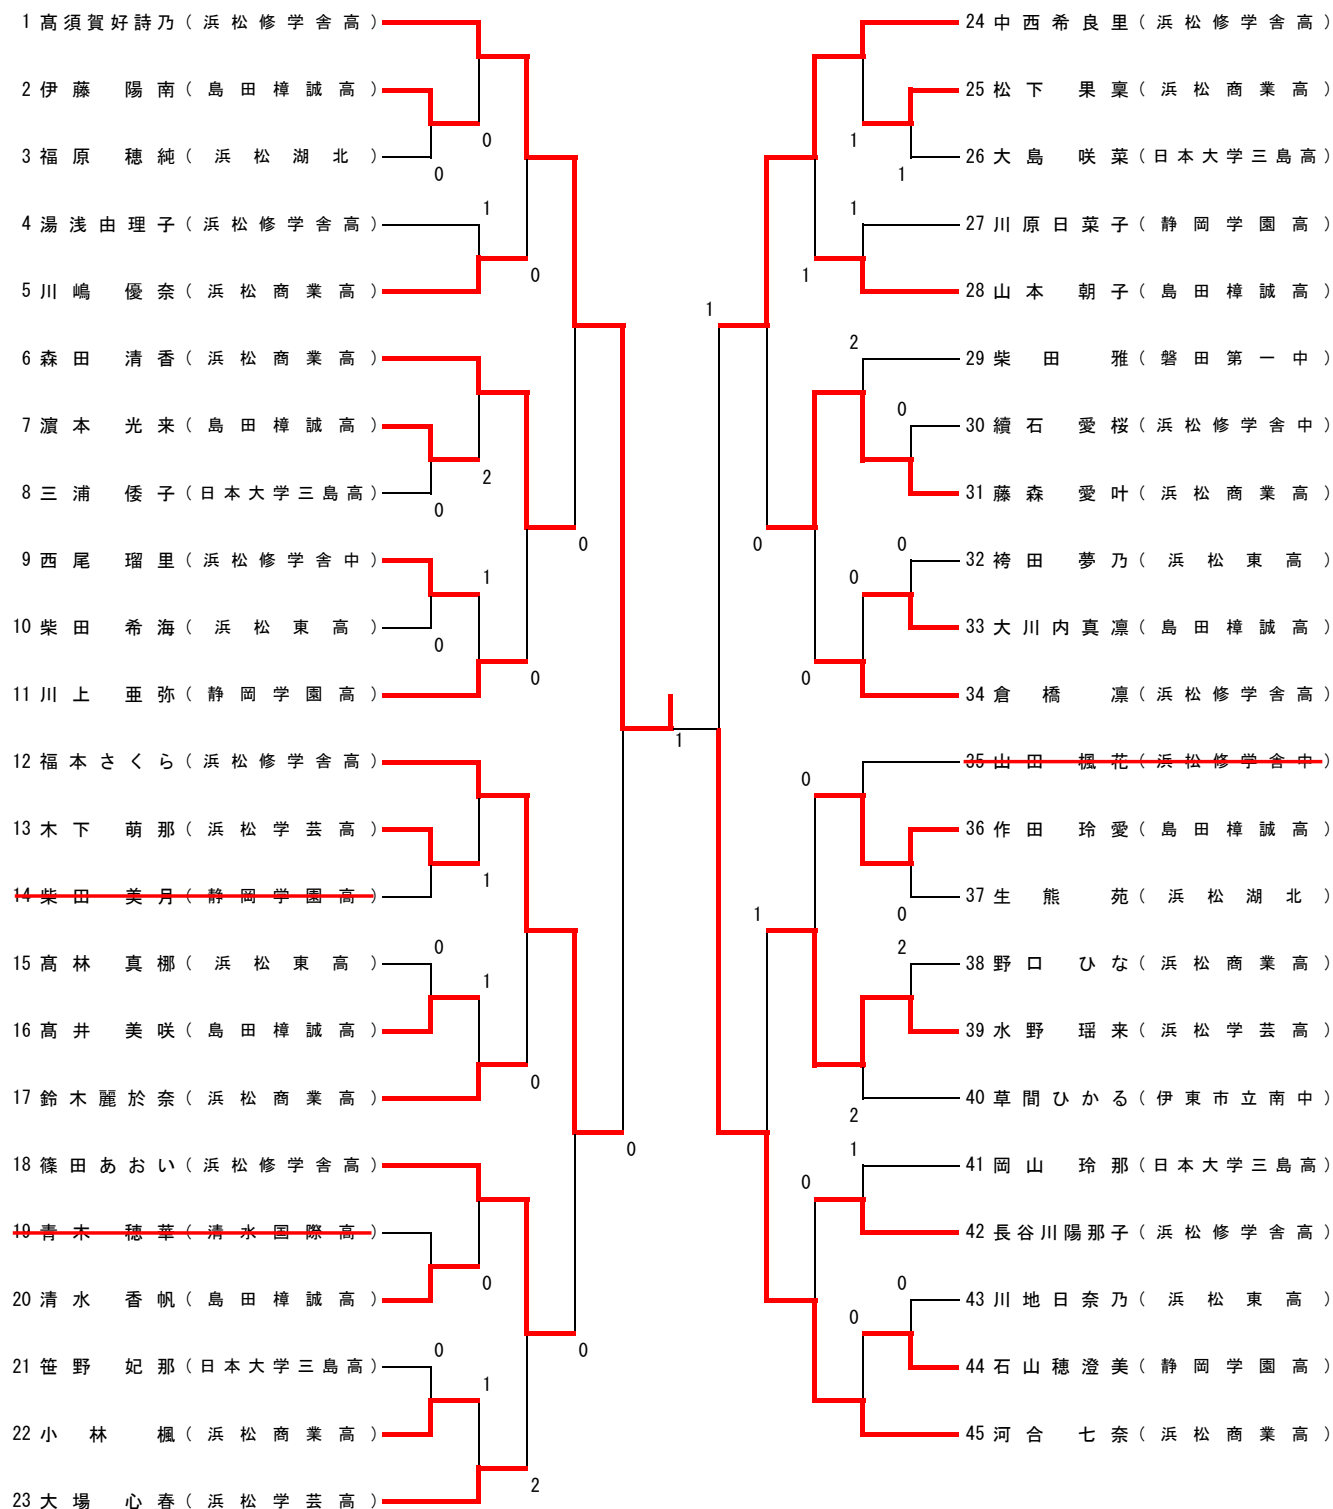 1 髙須賀好詩乃 (浜松修学舎高)
2 伊藤 陽南 (島田樟誠高)
0
3 福原 穂純 (浜松湖北)
0
4 湯浅由理子 (浜松修学舎高)
1
0
5 川嶋 優奈 (浜松商業高)
6 森田 清香 (浜松商業高)
7 濵本 光来 (島田樟誠高)
2
8 三浦 倭子 (日本大学三島高)
0
0
9 西尾 瑠里 (浜松修学舎中)
1
10 柴田 希海 (浜松東高)
0
0
11 川上 亜弥 (静岡学園高)
12 福本さくら (浜松修学舎高)
13 木下 萌那 (浜松学芸高)
1
14 柴田 美月 (静岡学園高)
0
15 髙林 真梛 (浜松東高)
1
16 髙井 美咲 (島田樟誠高)
0
17 鈴木麗於奈 (浜松商業高)
0
18 篠田あおい (浜松修学舎高)
19 青木 穂華 (清水国際高)
0
20 清水 香帆 (島田樟誠高)
0
0
21 笹野 妃那 (日本大学三島高)
1
22 小林 楓 (浜松商業高)
2
23 大場 心春 (浜松学芸高)
1
1
24 中西希良里 (浜松修学舎高)
25 松下 果稟 (浜松商業高)
1
26 大島 咲菜 (日本大学三島高)
1
1
27 川原日菜子 (静岡学園高)
1
28 山本 朝子 (島田樟誠高)
2
29 柴田 雅 (磐田第一中)
0
30 續石 愛桜 (浜松修学舎中)
31 藤森 愛叶 (浜松商業高)
0
0
32 袴田 夢乃 (浜松東高)
0
33 大川内真凛 (島田樟誠高)
0
34 倉橋 凛 (浜松修学舎高)
35 山田 楓花 (浜松修学舎中)
0
36 作田 玲愛 (島田樟誠高)
37 生熊 苑 (浜松湖北)
0
1
2
38 野口 ひな (浜松商業高)
39 水野 瑶来 (浜松学芸高)
40 草間ひかる (伊東市立南中)
2
1
41 岡山 玲那 (日本大学三島高)
0
42 長谷川陽那子 (浜松修学舎高)
0
43 川地日奈乃 (浜松東高)
0
44 石山穂澄美 (静岡学園高)
45 河合 七奈 (浜松商業高)